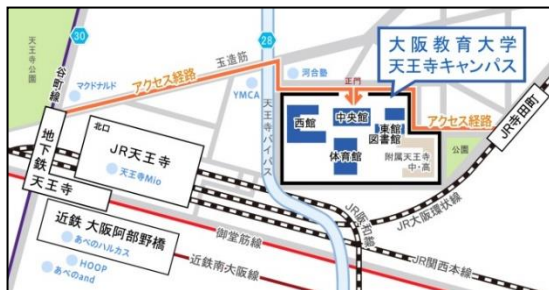 天王寺公園
30
谷町線
マクドナルド
アクセス経路
玉造筋
28
YMCA
河合塾
天王寺バイパス
正門
大阪教育大学
天王寺キャンパス
西館
中央館
東館
図書館
体育館
附属天王寺
中・高
アクセス経路
公園
JR寺田町
JR大阪環状線
北口
JR天王寺
天王寺Mio
地下鉄
天王寺
近鉄 大阪阿部野橋
あべのハルカス
HOOP
あべのand
御堂筋線
近鉄南大阪線
JR阪和線
JR関西本線